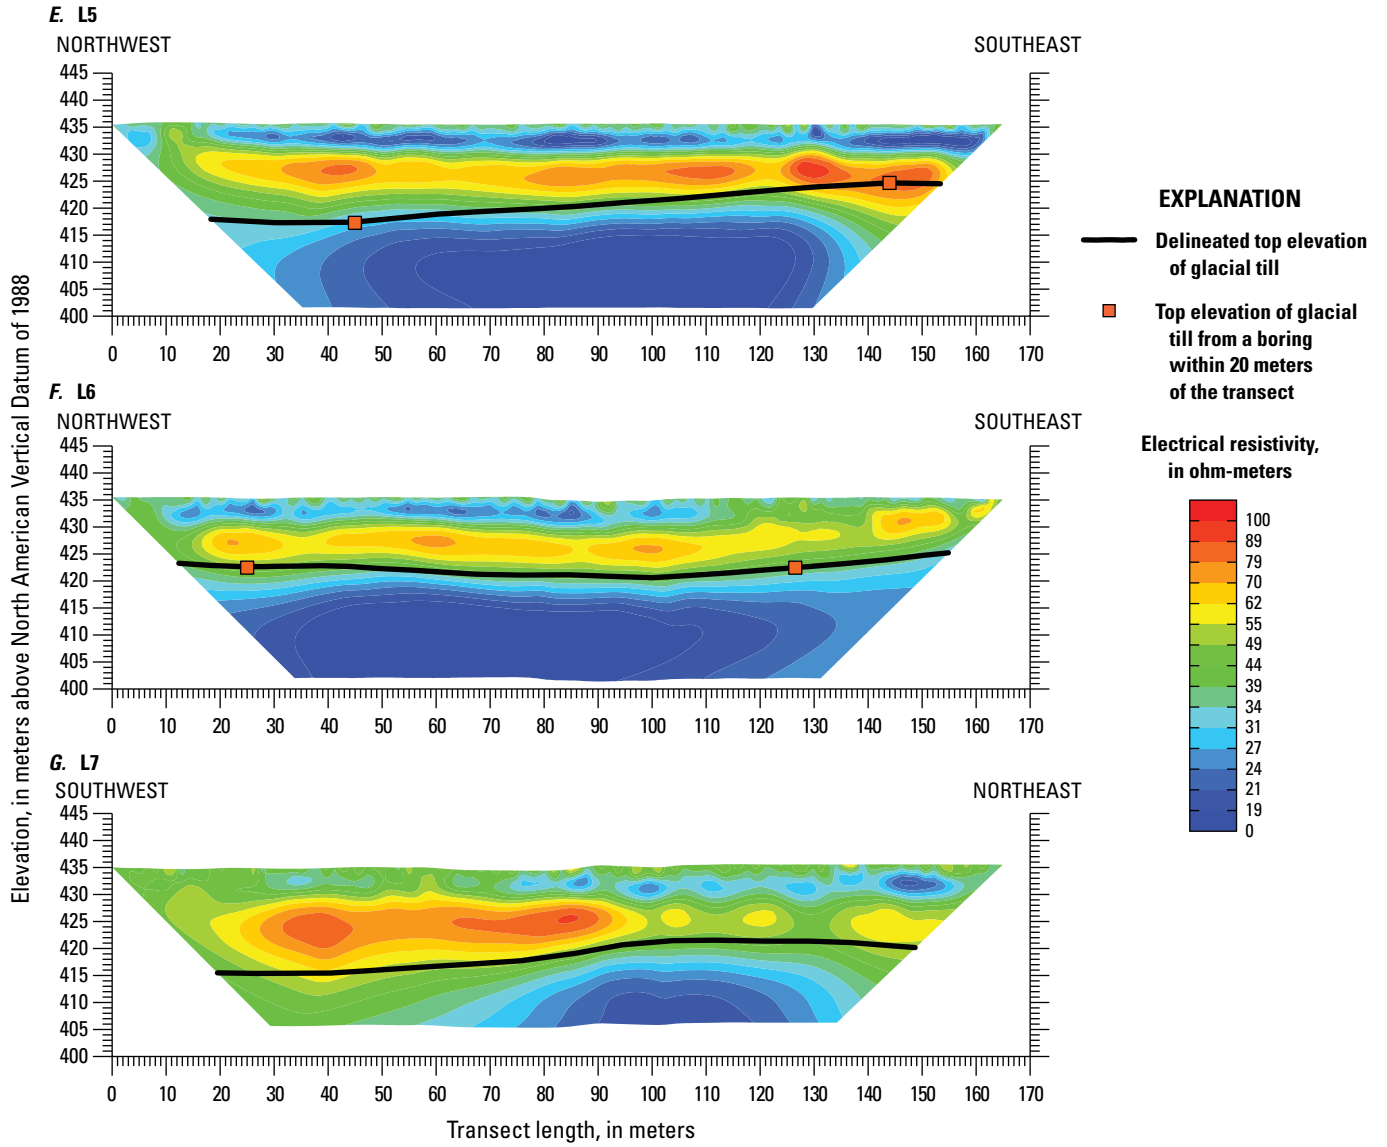 E. L5
NORTHWEST
SOUTHEAST
445
440
435
430
425
420
415
410
405
400
0 10 20 30 40 50 60 70 80 90 100 110 120 130 140 150 160 170
F. L6
NORTHWEST
SOUTHEAST
445
440
435
430
425
420
415
410
405
400
0 10 20 30 40 50 60 70 80 90 100 110 120 130 140 150 160 170
G. L7
SOUTHWEST
NORTHEAST
445
440
435
430
425
420
415
410
405
400
0 10 20 30 40 50 60 70 80 90 100 110 120 130 140 150 160 170
Transect length, in meters
Elevation, in meters above North American Vertical Datum of 1988
EXPLANATION
Delineated top elevation
of glacial till
Top elevation of glacial
till from a boring
within 20 meters
of the transect
Electrical resistivity,
in ohm-meters
100
89
79
70
62
55
49
44
39
34
31
27
24
21
19
0